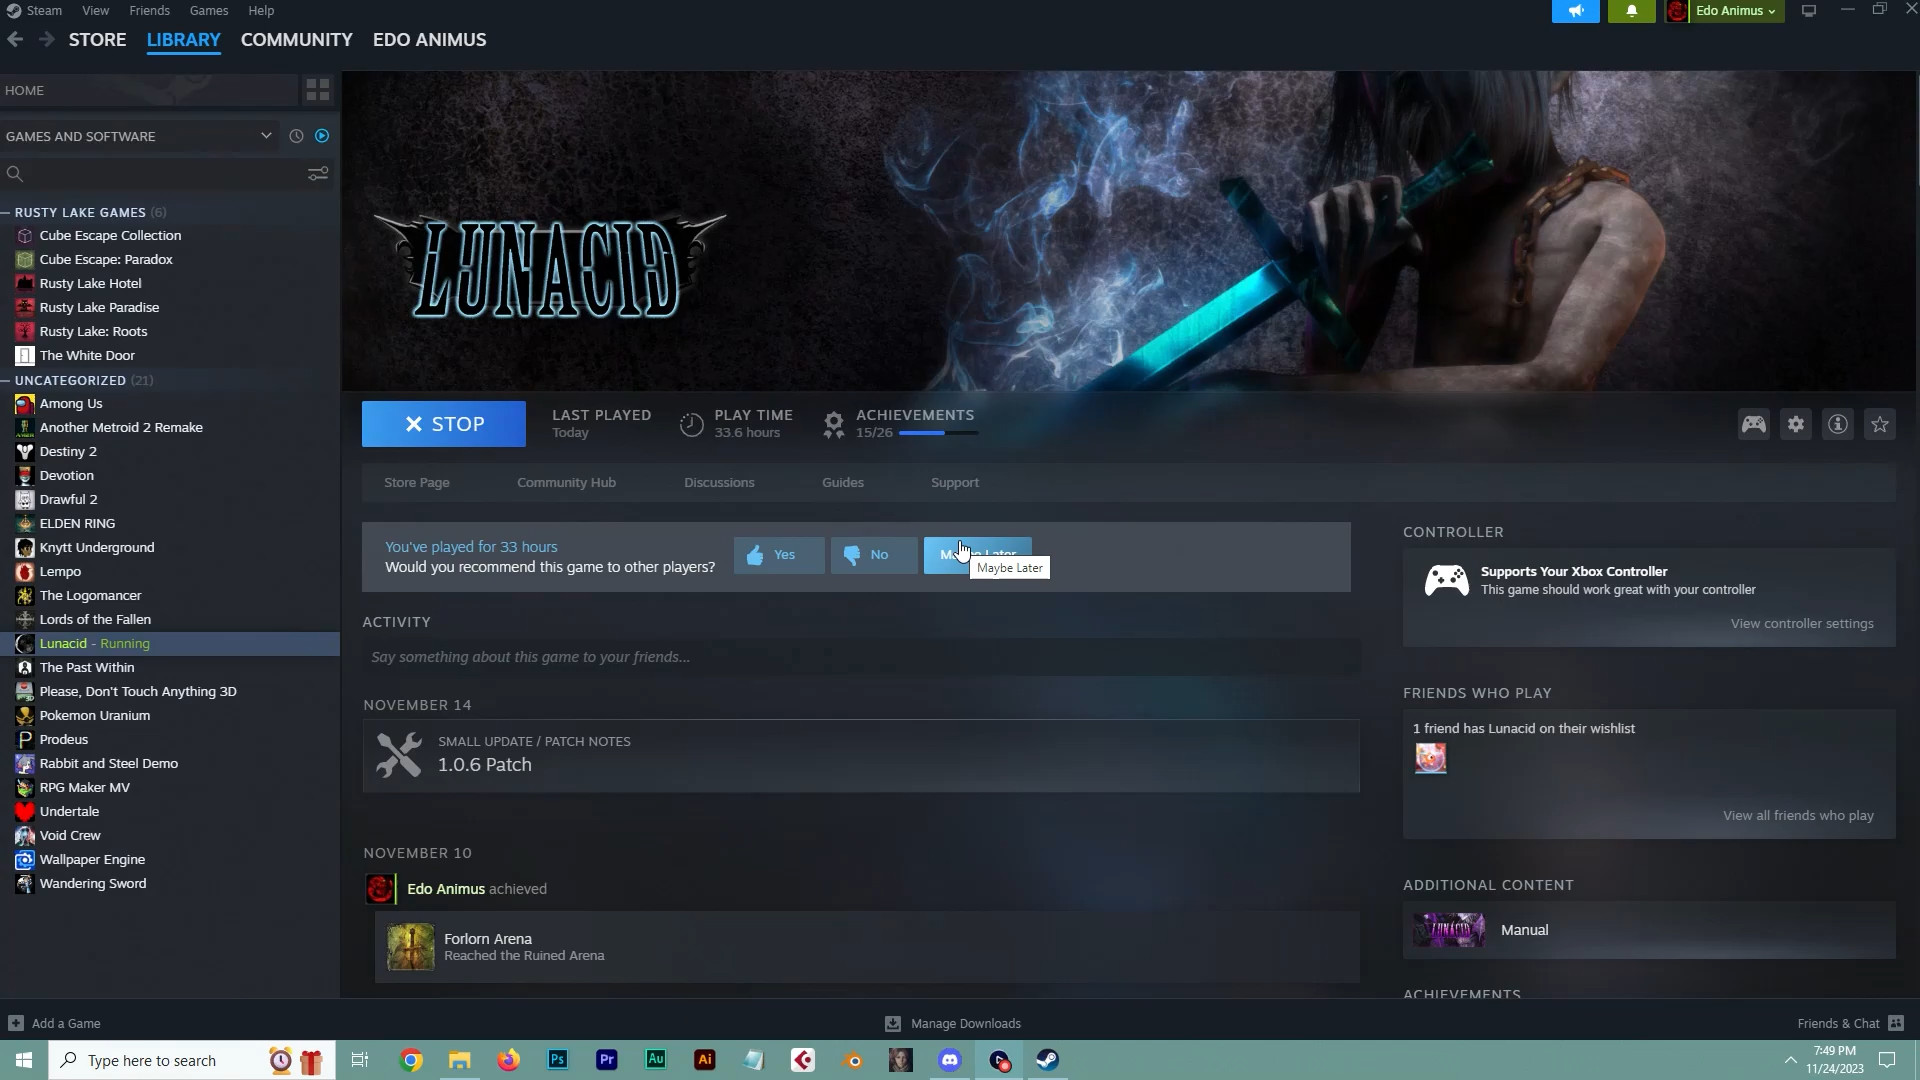 Steam View Friends Games Help
Edo Animus
STORE LIBRARY COMMUNITY EDO ANIMUS
HOME
GAMES AND SOFTWARE
RUSTY LAKE GAMES (6)
Cube Escape Collection
Cube Escape: Paradox
Rusty Lake Hotel
Rusty Lake Paradise
Rusty Lake: Roots
The White Door
UNCATEGORIZED (21)
Among Us
Another Metroid 2 Remake
Destiny 2
Devotion
Drawful 2
ELDEN RING
Knytt Underground
Lempo
The Logomancer
Lords of the Fallen
Lunacid - Running
The Past Within
Please, Don't Touch Anything 3D
Pokemon Uranium
Prodeus
Rabbit and Steel Demo
RPG Maker MV
Undertale
Void Crew
Wallpaper Engine
Wandering Sword
LUNACID
STOP
LAST PLAYED
Today
PLAY TIME
33.6 hours
ACHIEVEMENTS
15/26
Store Page Community Hub Discussions Guides Support
You've played for 33 hours
Would you recommend this game to other players?
Yes No Maybe Later
Maybe Later
ACTIVITY
Say something about this game to your friends...
NOVEMBER 14
SMALL UPDATE / PATCH NOTES
1.0.6 Patch
NOVEMBER 10
Edo Animus achieved
Forlorn Arena
Reached the Ruined Arena
CONTROLLER
Supports Your Xbox Controller
This game should work great with your controller
View controller settings
FRIENDS WHO PLAY
1 friend has Lunacid on their wishlist
View all friends who play
ADDITIONAL CONTENT
LUNACID
Manual
ACHIEVEMENTS
Add a Game
Manage Downloads
Friends & Chat
Type here to search
Ps Pr Au Ai
7:49 PM
11/24/2023